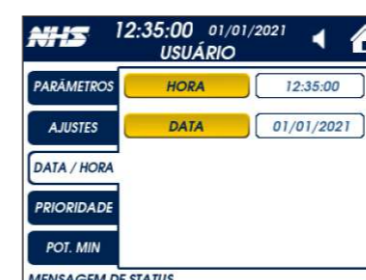 NHS 12:35:00 01/01/2021
USUÁRIO
PARÂMETROS HORA 12:35:00
AJUSTES DATA 01/01/2021
DATA / HORA
PRIORIDADE
POT. MIN
MENSAGEM DE STATUS